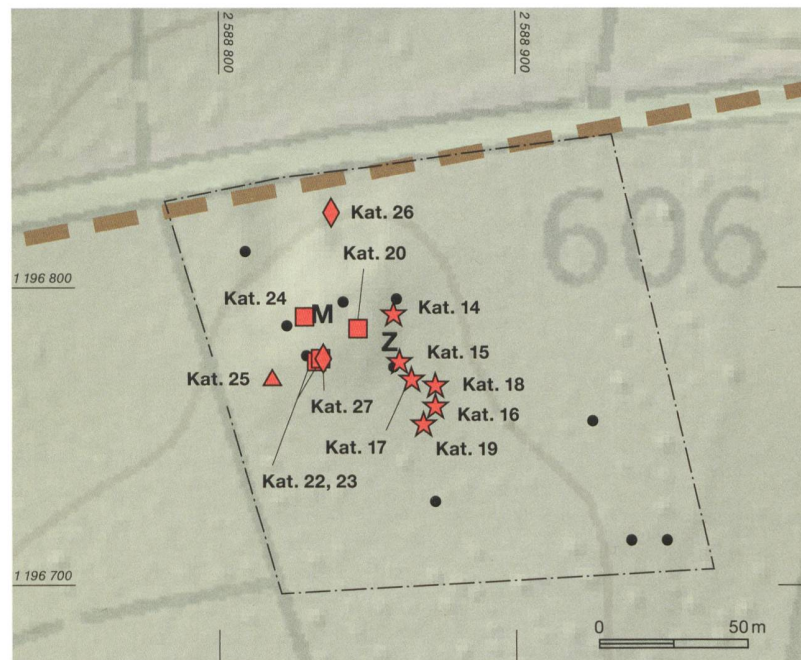 2 588 800
2 588 900
606
Kat. 26
Kat. 20
1 196 800
Kat. 24
M
Kat. 14
Z
Kat. 15
Kat. 25
Kat. 18
Kat. 27
Kat. 16
Kat. 17
Kat. 19
Kat. 22, 23
1 196 700
0
50 m